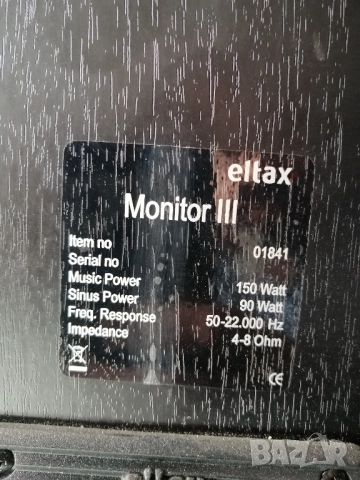 eltax
Monitor III
Item no
Serial no 01841
Music Power 150 Watt
Sinus Power 90 Watt
Freq. Response 50-22.000 Hz
Impedance 4-8 Ohm
CE
BAZAR